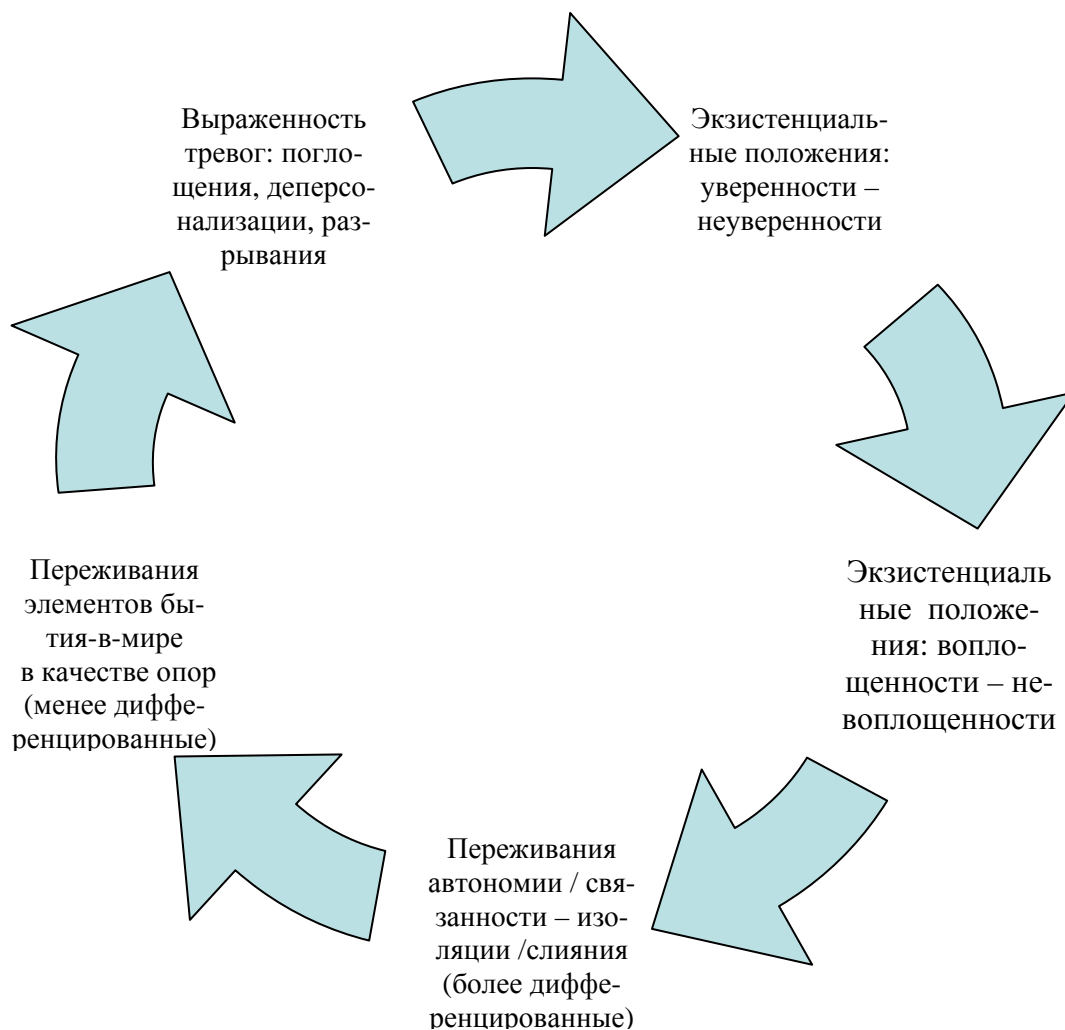 Выраженность
тревог: погло-
щения, деперсо-
нализации, раз-
рывания
Экзистенциаль-
ные положения:
уверенности –
неуверенности
Экзистенциаль
ные положе-
ния: вопло-
щенности – не-
воплощенности
Переживания
автономии / свя-
занности – изо-
ляции /слияния
(более диффе-
ренцированные)
Переживания
элементов бы-
тия-в-мире
в качестве опор
(менее диффе-
ренцированные)